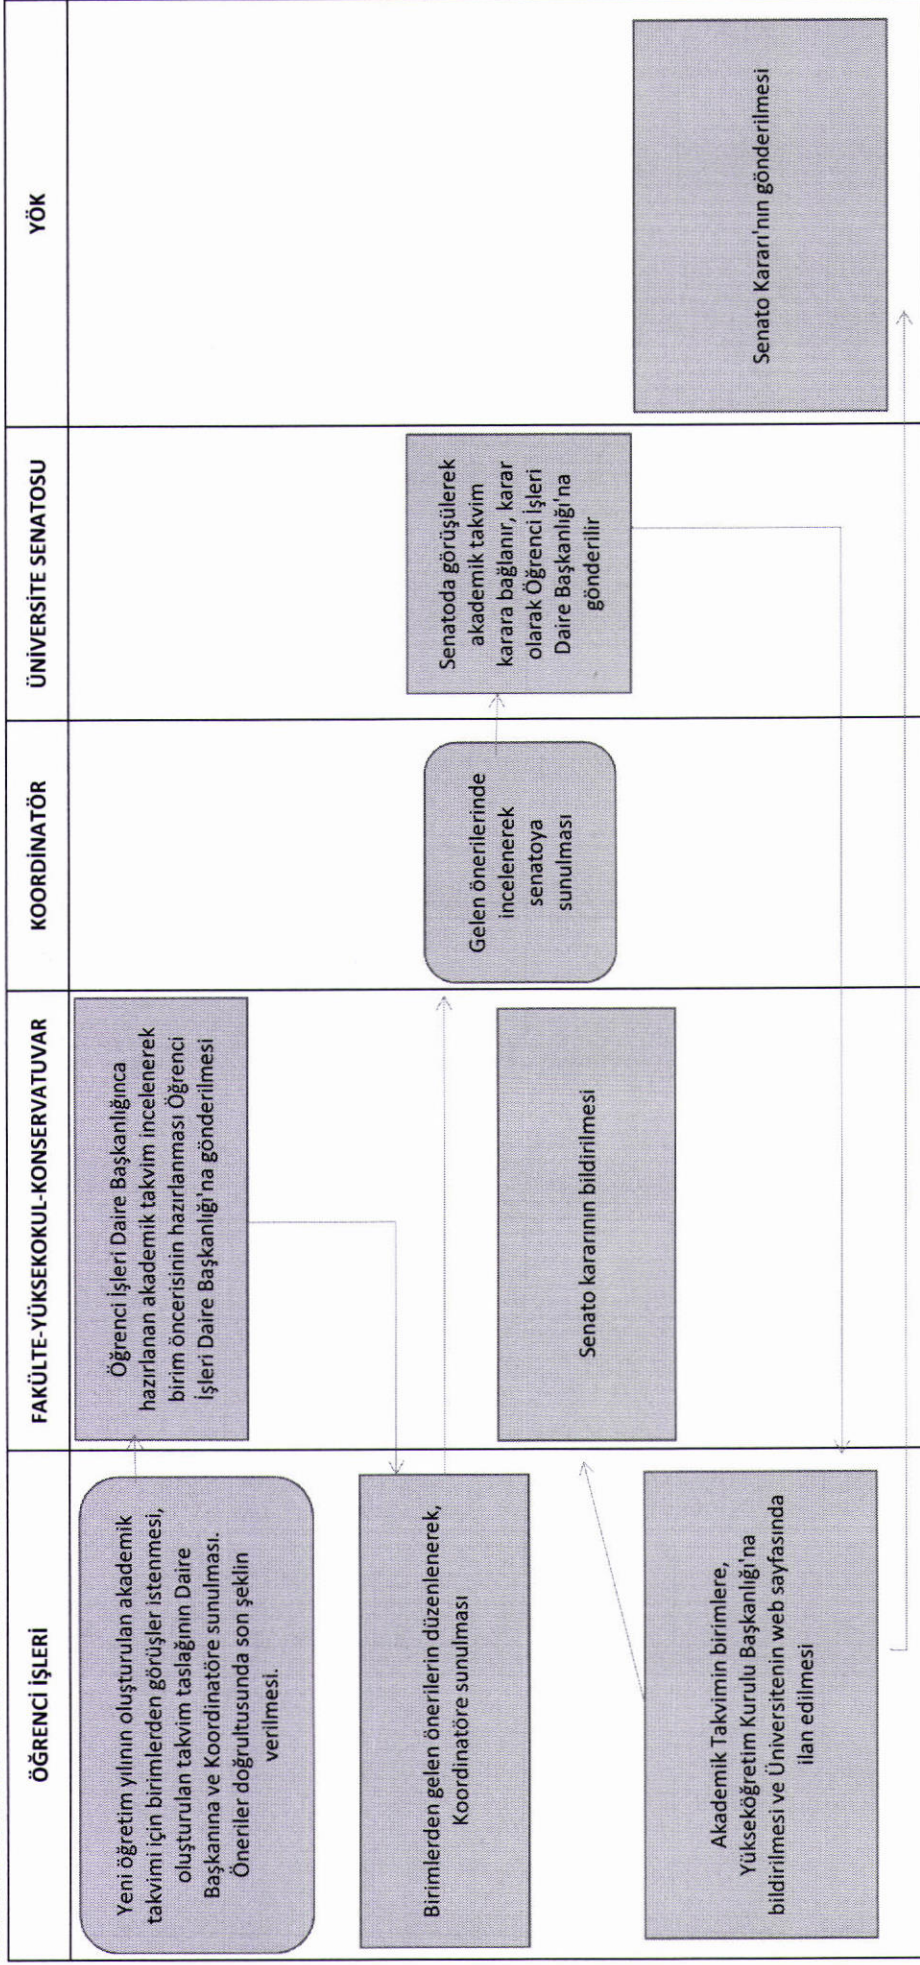 ÖĞRENCİ İŞLERİ
FAKÜLTE-YÜKSEKOKUL-KONSERVATUVAR
KOORDİNATÖR
ÜNİVERSİTE SENATOSU
YÖK
Yeni öğretim yılının oluşturulan akademik
takvimi için birimlerden görüşler istenmesi,
oluşturulan takvim taslağının Daire
Başkanına ve Koordinatöre sunulması.
Öneriler doğrultusunda son şeklin
verilmesi.
Öğrenci İşleri Daire Başkanlığınca
hazırlanan akademik takvim incelenerek
birim öncerisinin hazırlanması Öğrenci
İşleri Daire Başkanlığı'na gönderilmesi
Birimlerden gelen önerilerin düzenlenerek,
Koordinatöre sunulması
Gelen önerilerinde
incelenerek
senatoya
sunulması
Senatoda görüşülerek
akademik takvim
karara bağlanır, karar
olarak Öğrenci İşleri
Daire Başkanlığı'na
gönderilir
Akademik Takvimin birimlere,
Yükseköğretim Kurulu Başkanlığı'na
bildirilmesi ve Üniversitenin web sayfasında
ilan edilmesi
Senato kararının bildirilmesi
Senato Kararı'nın gönderilmesi